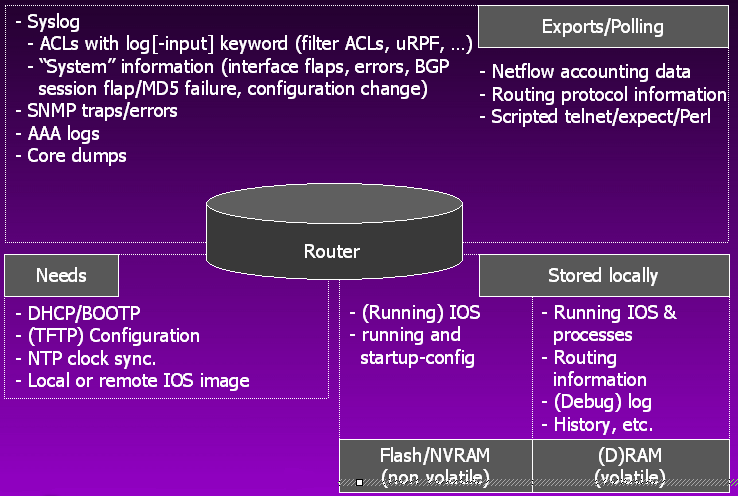 - Syslog
- ACLs with log[-input] keyword (filter ACLs, uRPF, …)
- “System” information (interface flaps, errors, BGP
session flap/MD5 failure, configuration change)
- SNMP traps/errors
- AAA logs
- Core dumps
Exports/Polling
- Netflow accounting data
- Routing protocol information
- Scripted telnet/expect/Perl
Router
Needs
- DHCP/BOOTP
- (TFTP) Configuration
- NTP clock sync.
- Local or remote IOS image
Stored locally
- (Running) IOS
- running and
startup-config
- Running IOS &
processes
- Routing
information
- (Debug) log
- History, etc.
Flash/NVRAM
(non volatile)
(D)RAM
(volatile)